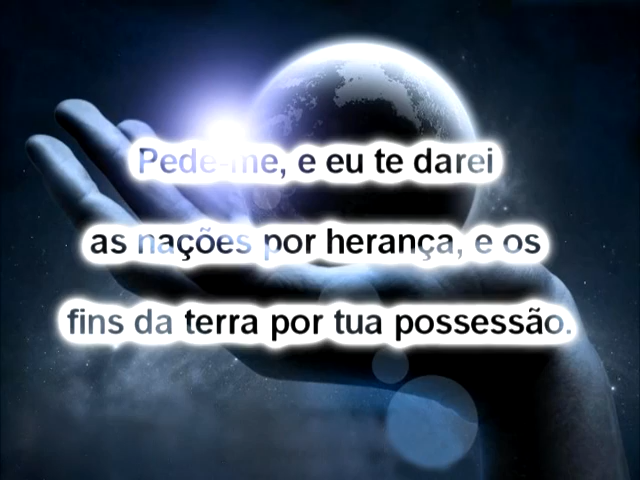 Pede-me, e eu te darei
as nações por herança, e os
fins da terra por tua possessão.